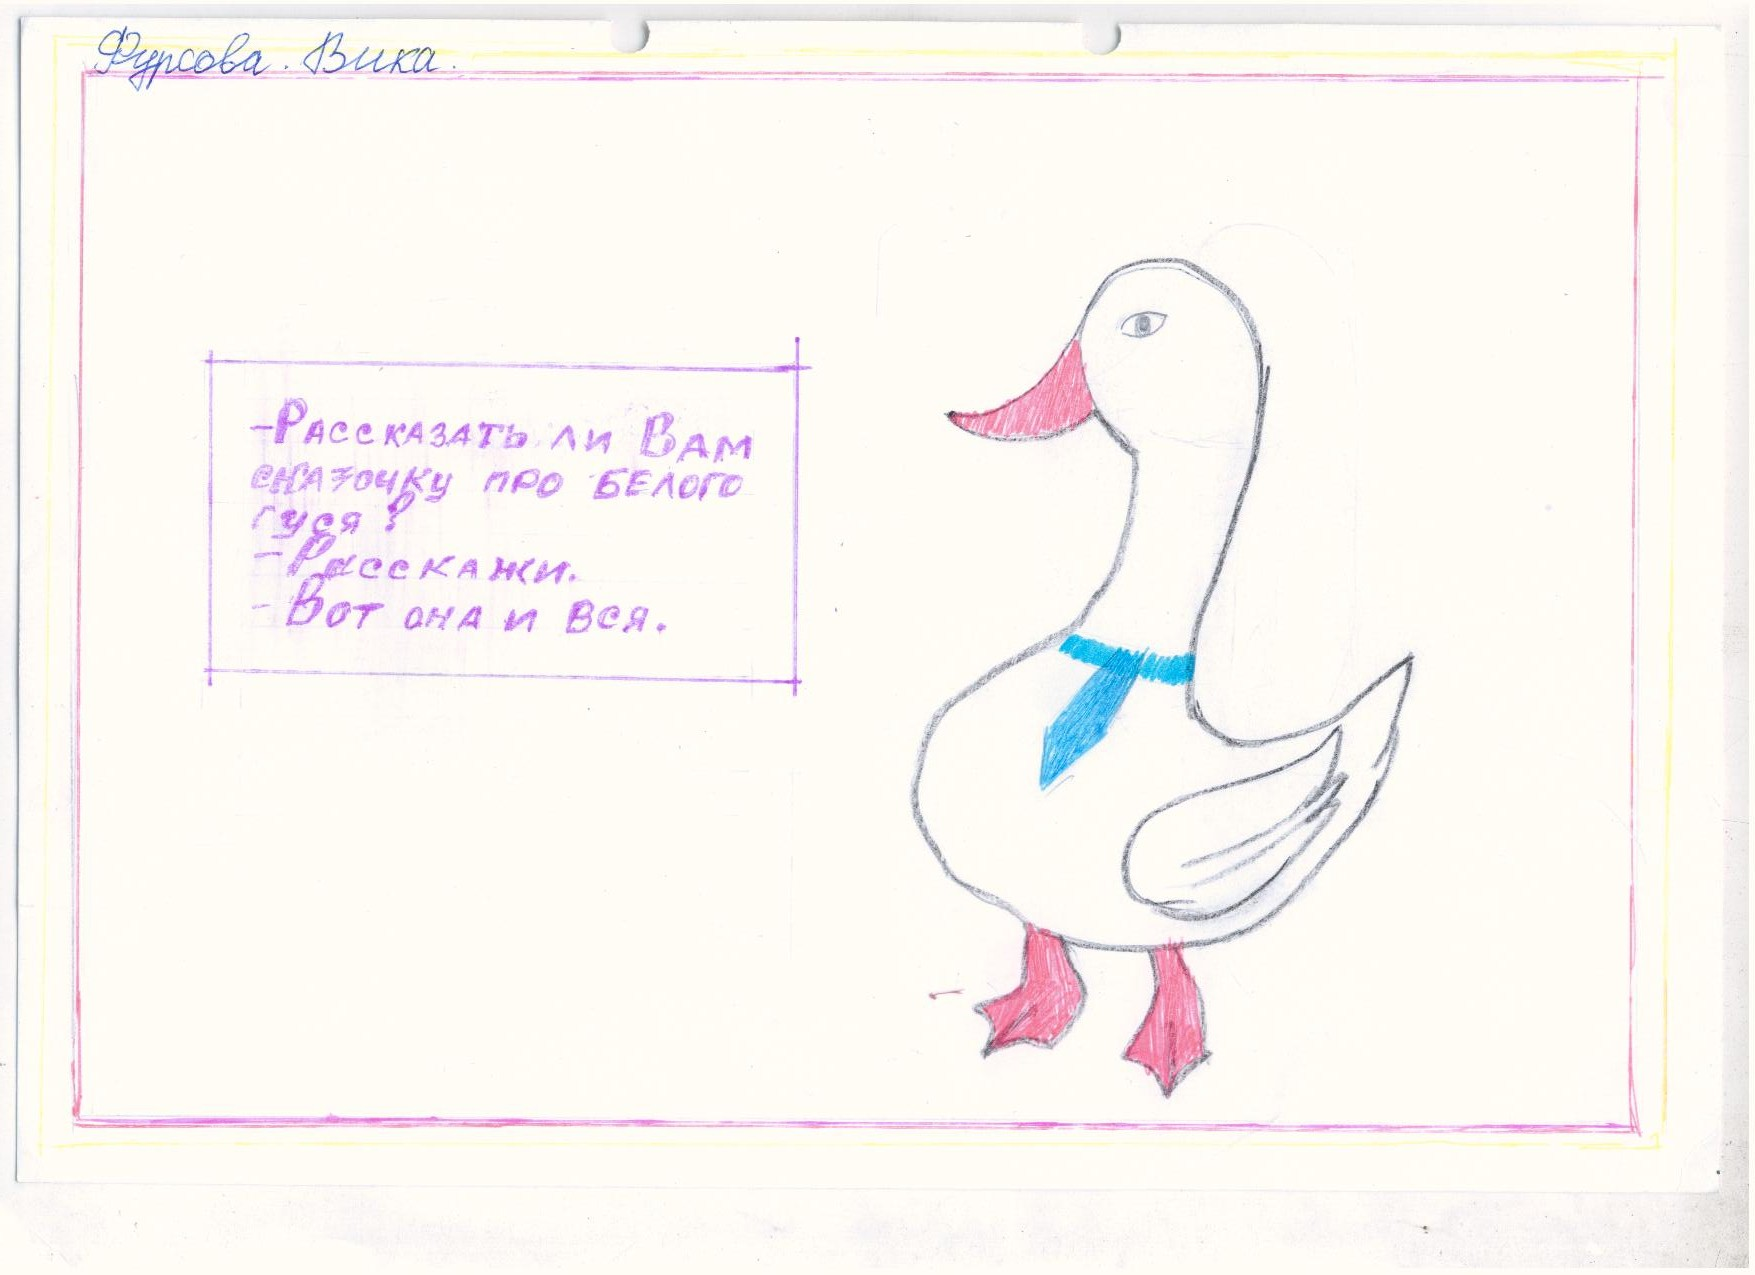 Фурсова. Вика.
-Рассказать ли Вам
сказочку про белого
гуся?
-Расскажи.
-Вот она и вся.